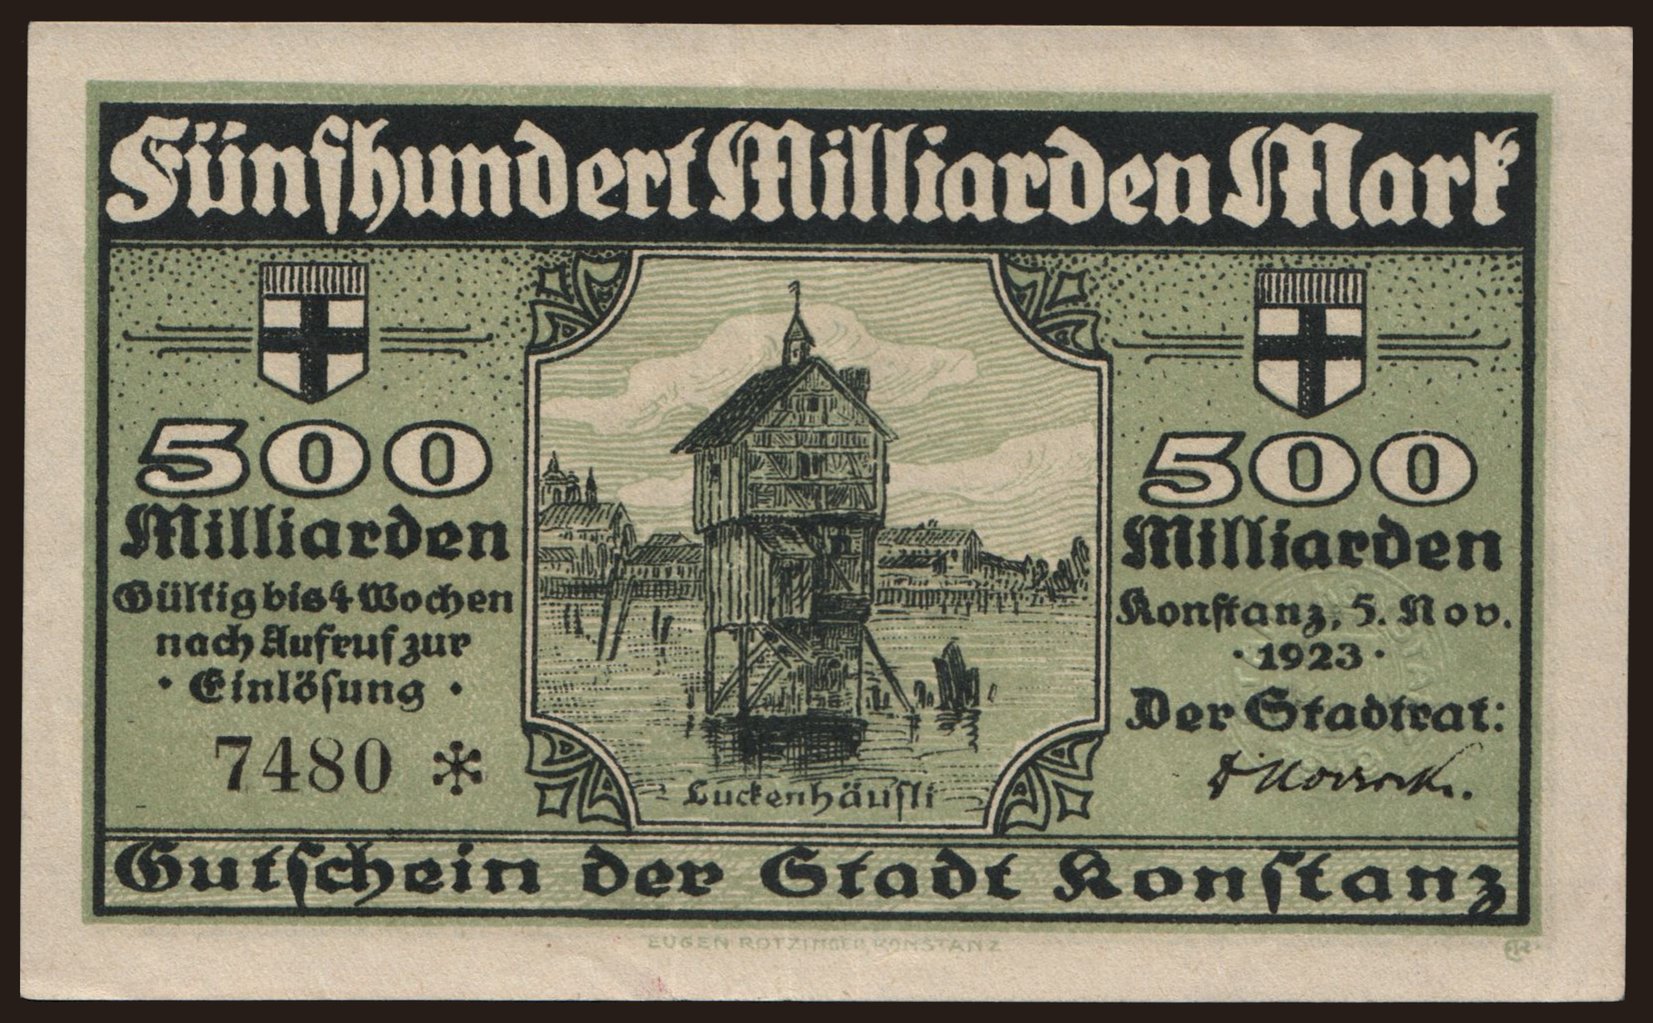 Fünfhundert Milliarden Mark
500
Milliarden
Gültig bis 4 Wochen
nach Aufruf zur
· Einlösung ·
7480 *
Luckenhäusli
500
Milliarden
Konstanz, 5. Nov.
· 1923 ·
Der Stadtrat:
Gutschein der Stadt Konstanz
EUGEN ROTZINGER, KONSTANZ